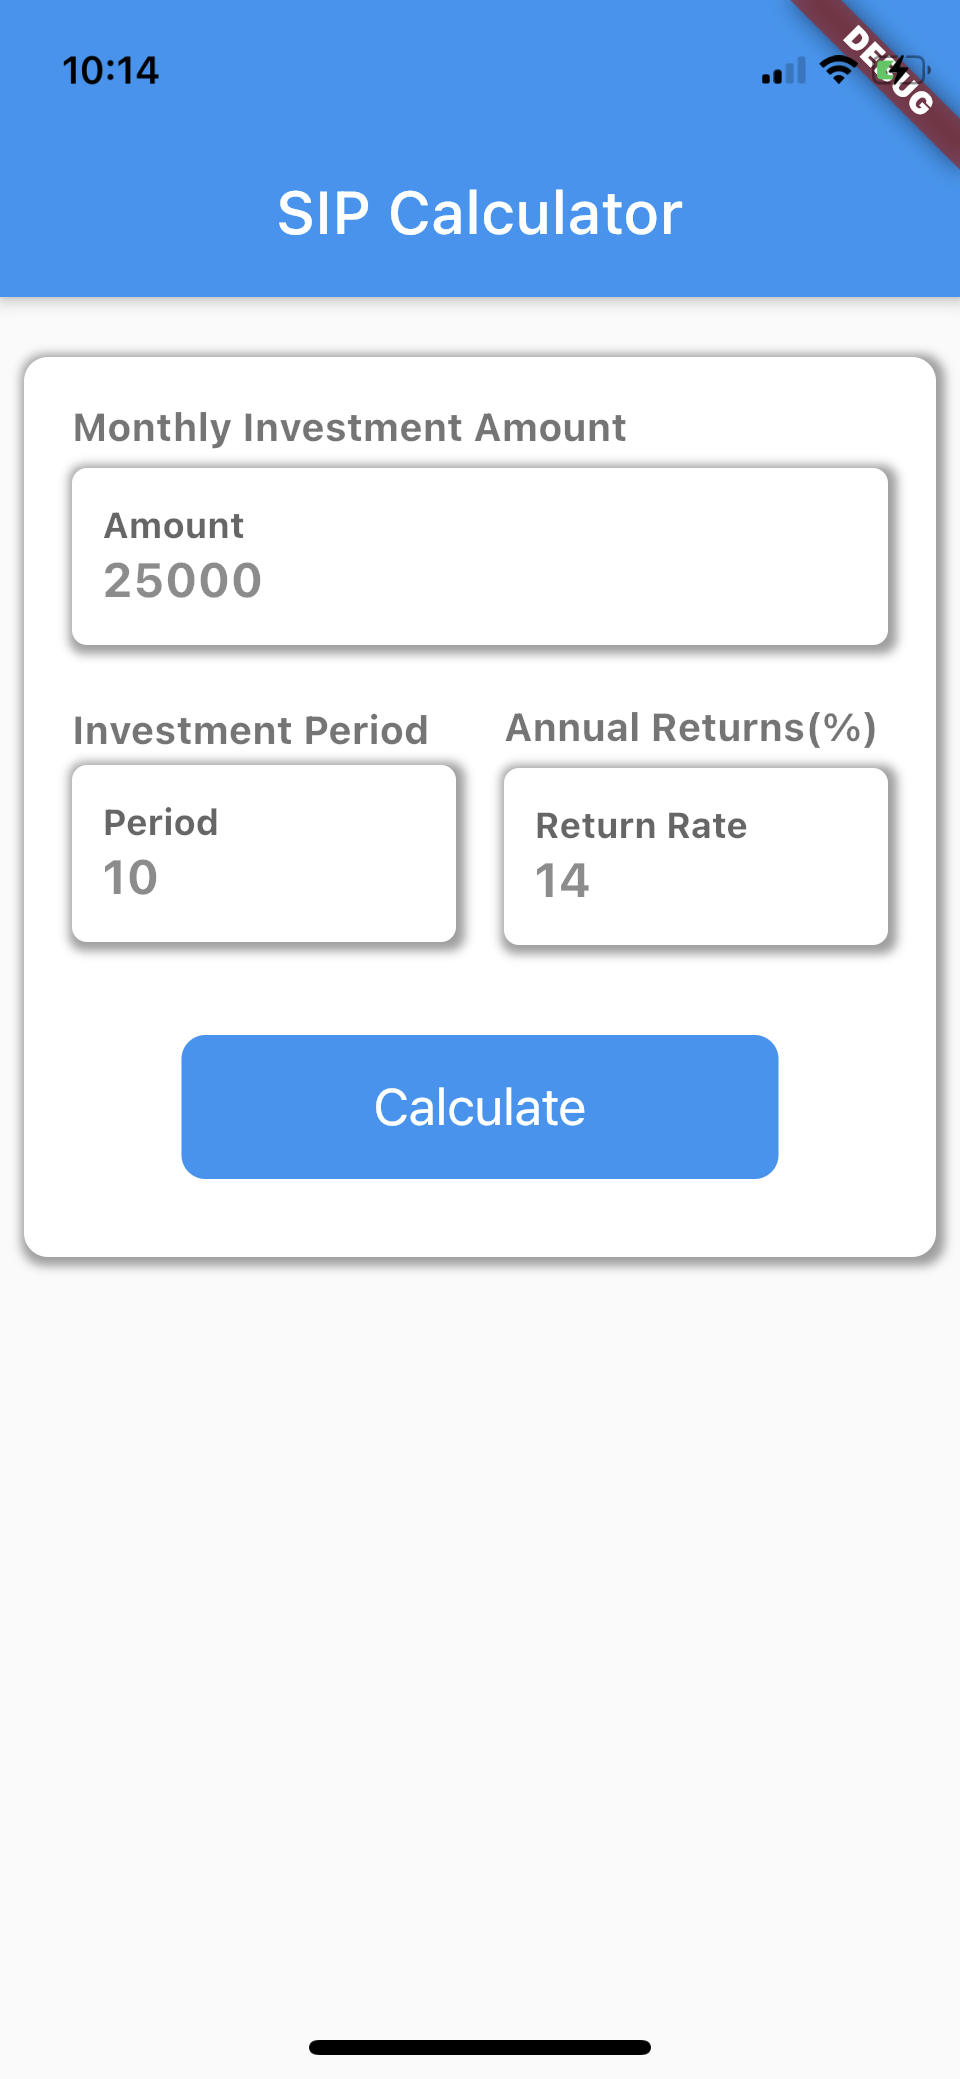 10:14
DEBUG
SIP Calculator
Monthly Investment Amount
Amount
25000
Investment Period
Annual Returns(%)
Period
10
Return Rate
14
Calculate